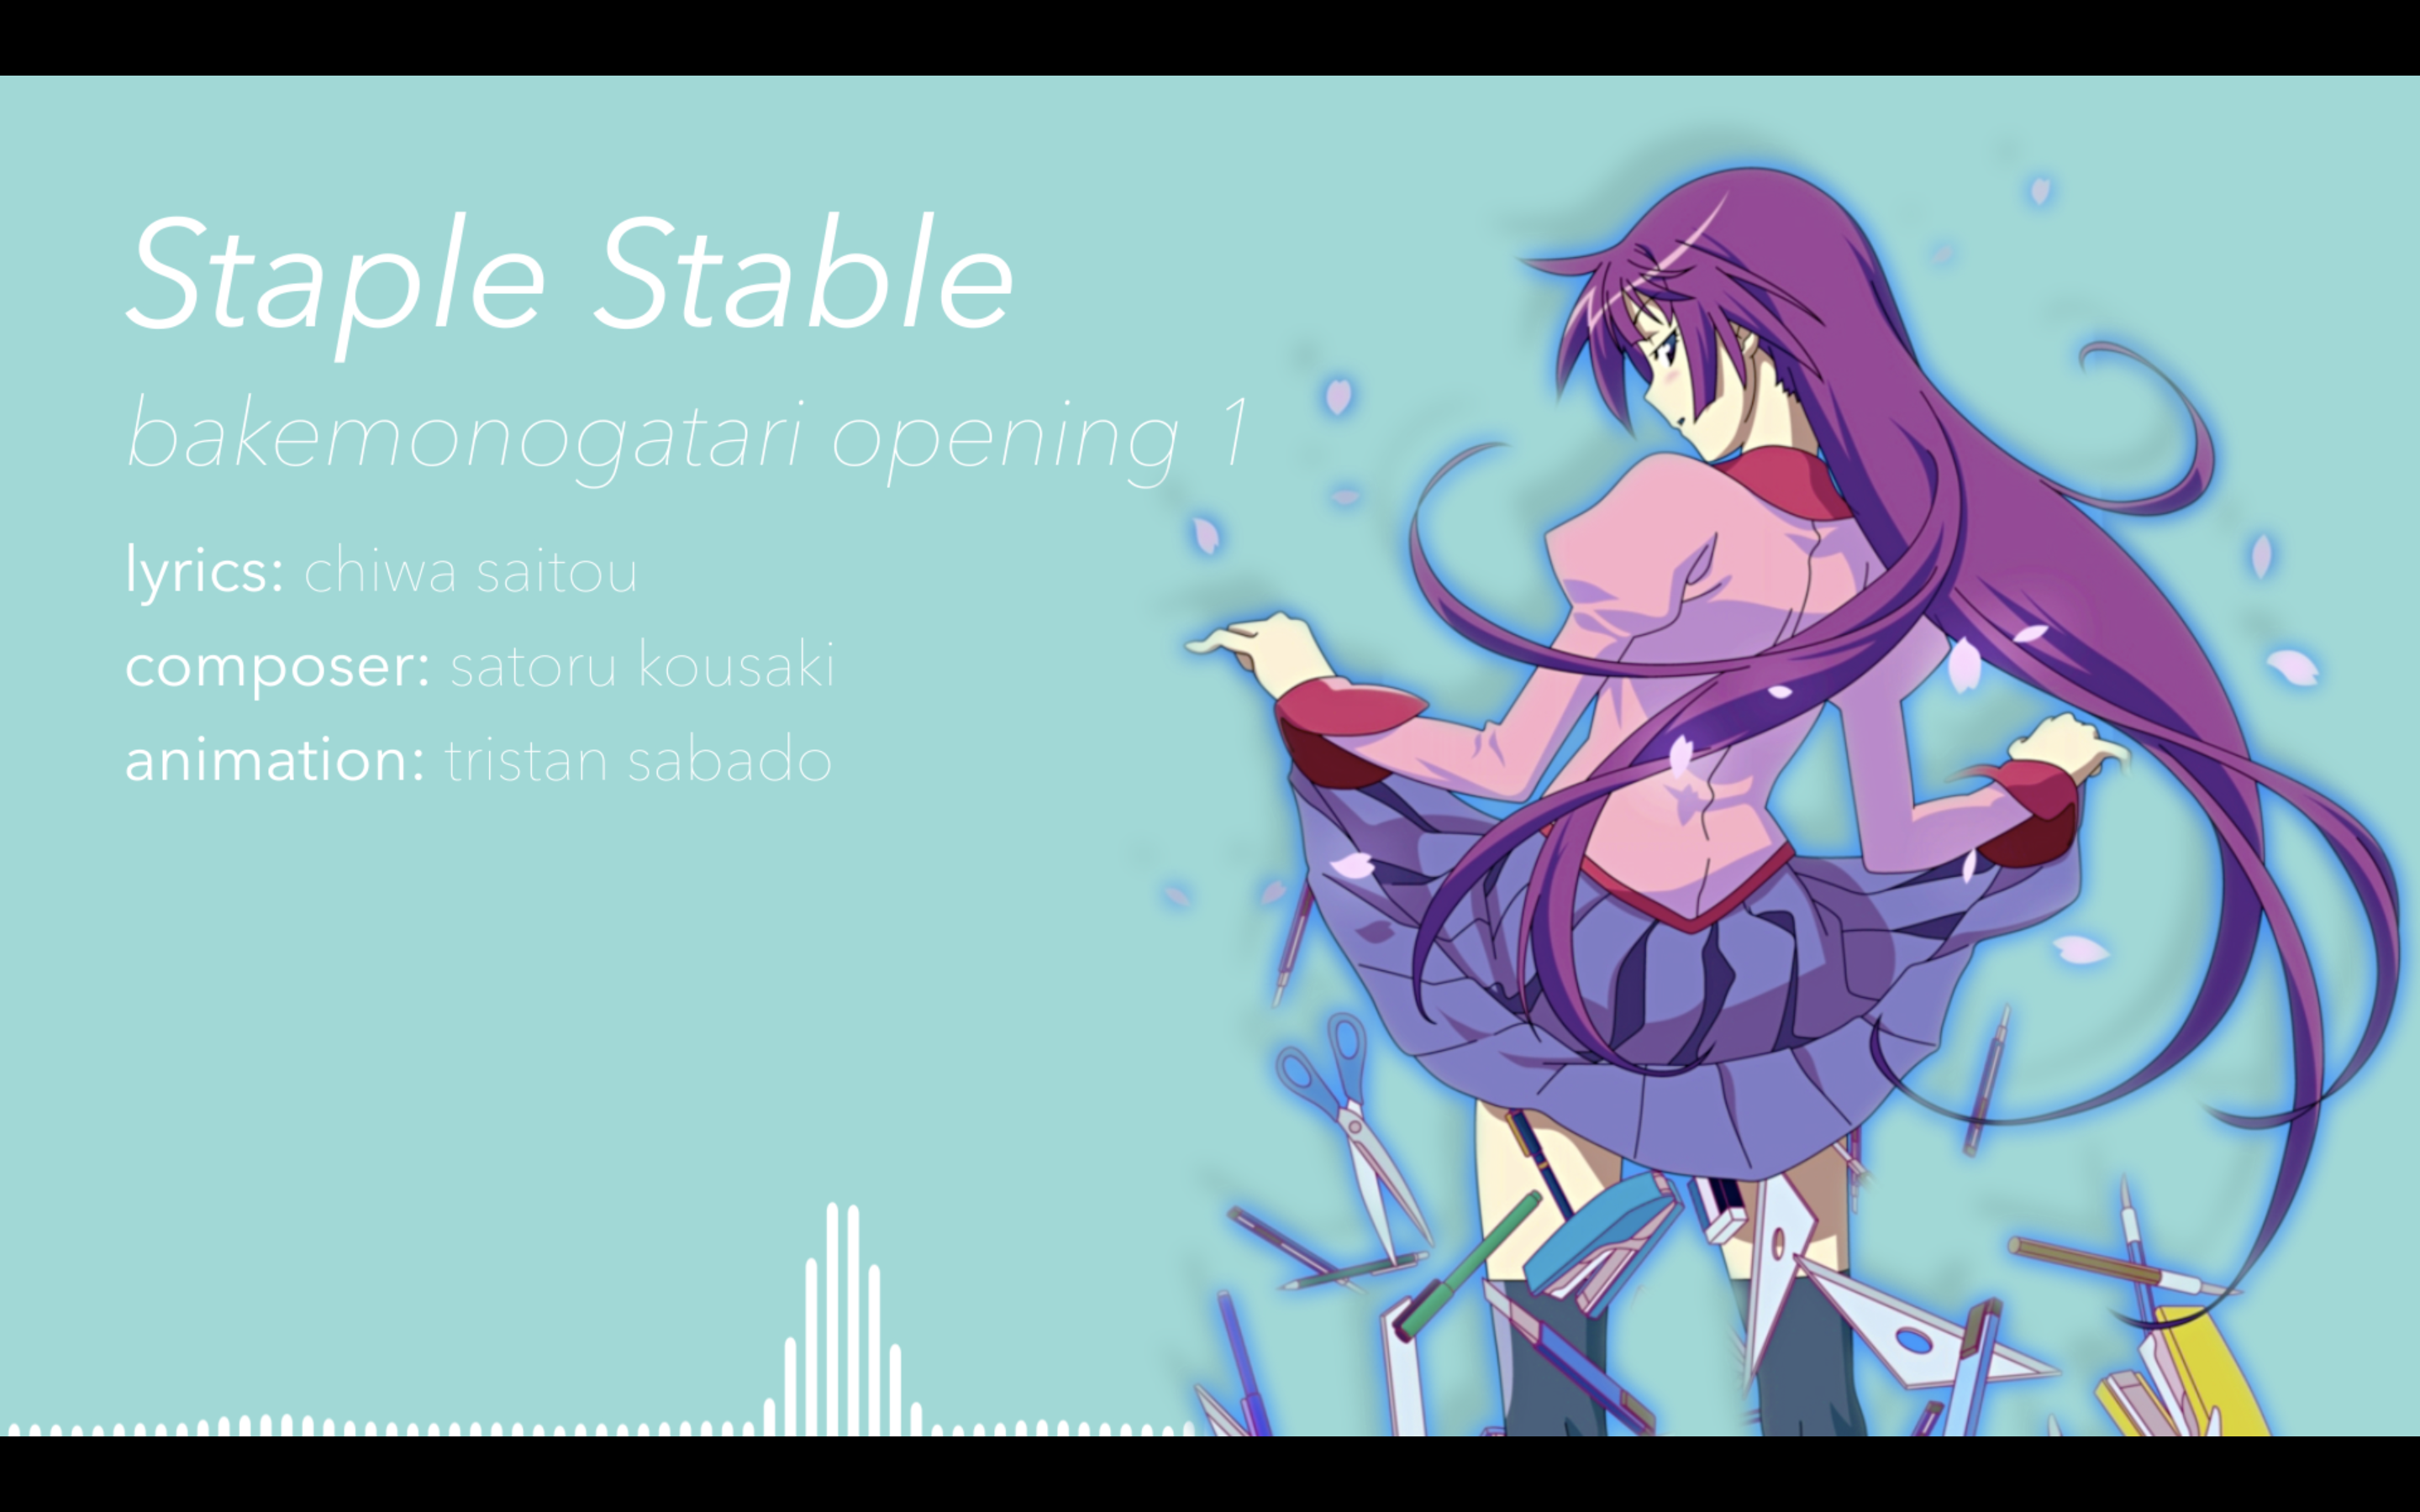 Staple Stable
bakemonogatari opening 1
lyrics: chiwa saitou
composer: satoru kousaki
animation: tristan sabado